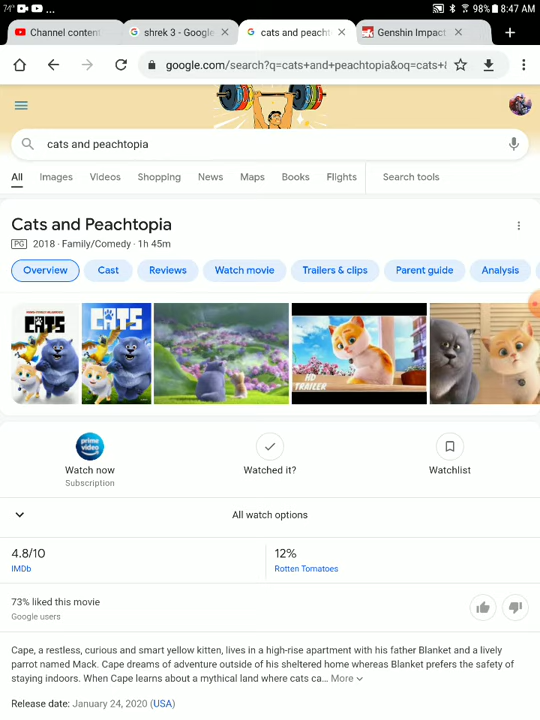 74° 98% 8:47 AM
Channel content shrek 3 - Google cats and peacht Genshin Impact
google.com/search?q=cats+and+peachtopia&oq=cats+
cats and peachtopia
All Images Videos Shopping News Maps Books Flights Search tools
Cats and Peachtopia
PG 2018 · Family/Comedy · 1h 45m
Overview Cast Reviews Watch movie Trailers & clips Parent guide Analysis
CATS CATS
HD
TRAILER
prime video
Watch now Watched it? Watchlist
Subscription
All watch options
4.8/10 12%
IMDb Rotten Tomatoes
73% liked this movie
Google users
Cape, a restless, curious and smart yellow kitten, lives in a high-rise apartment with his father Blanket and a lively
parrot named Mack. Cape dreams of adventure outside of his sheltered home whereas Blanket prefers the safety of
staying indoors. When Cape learns about a mythical land where cats ca... More
Release date: January 24, 2020 (USA)